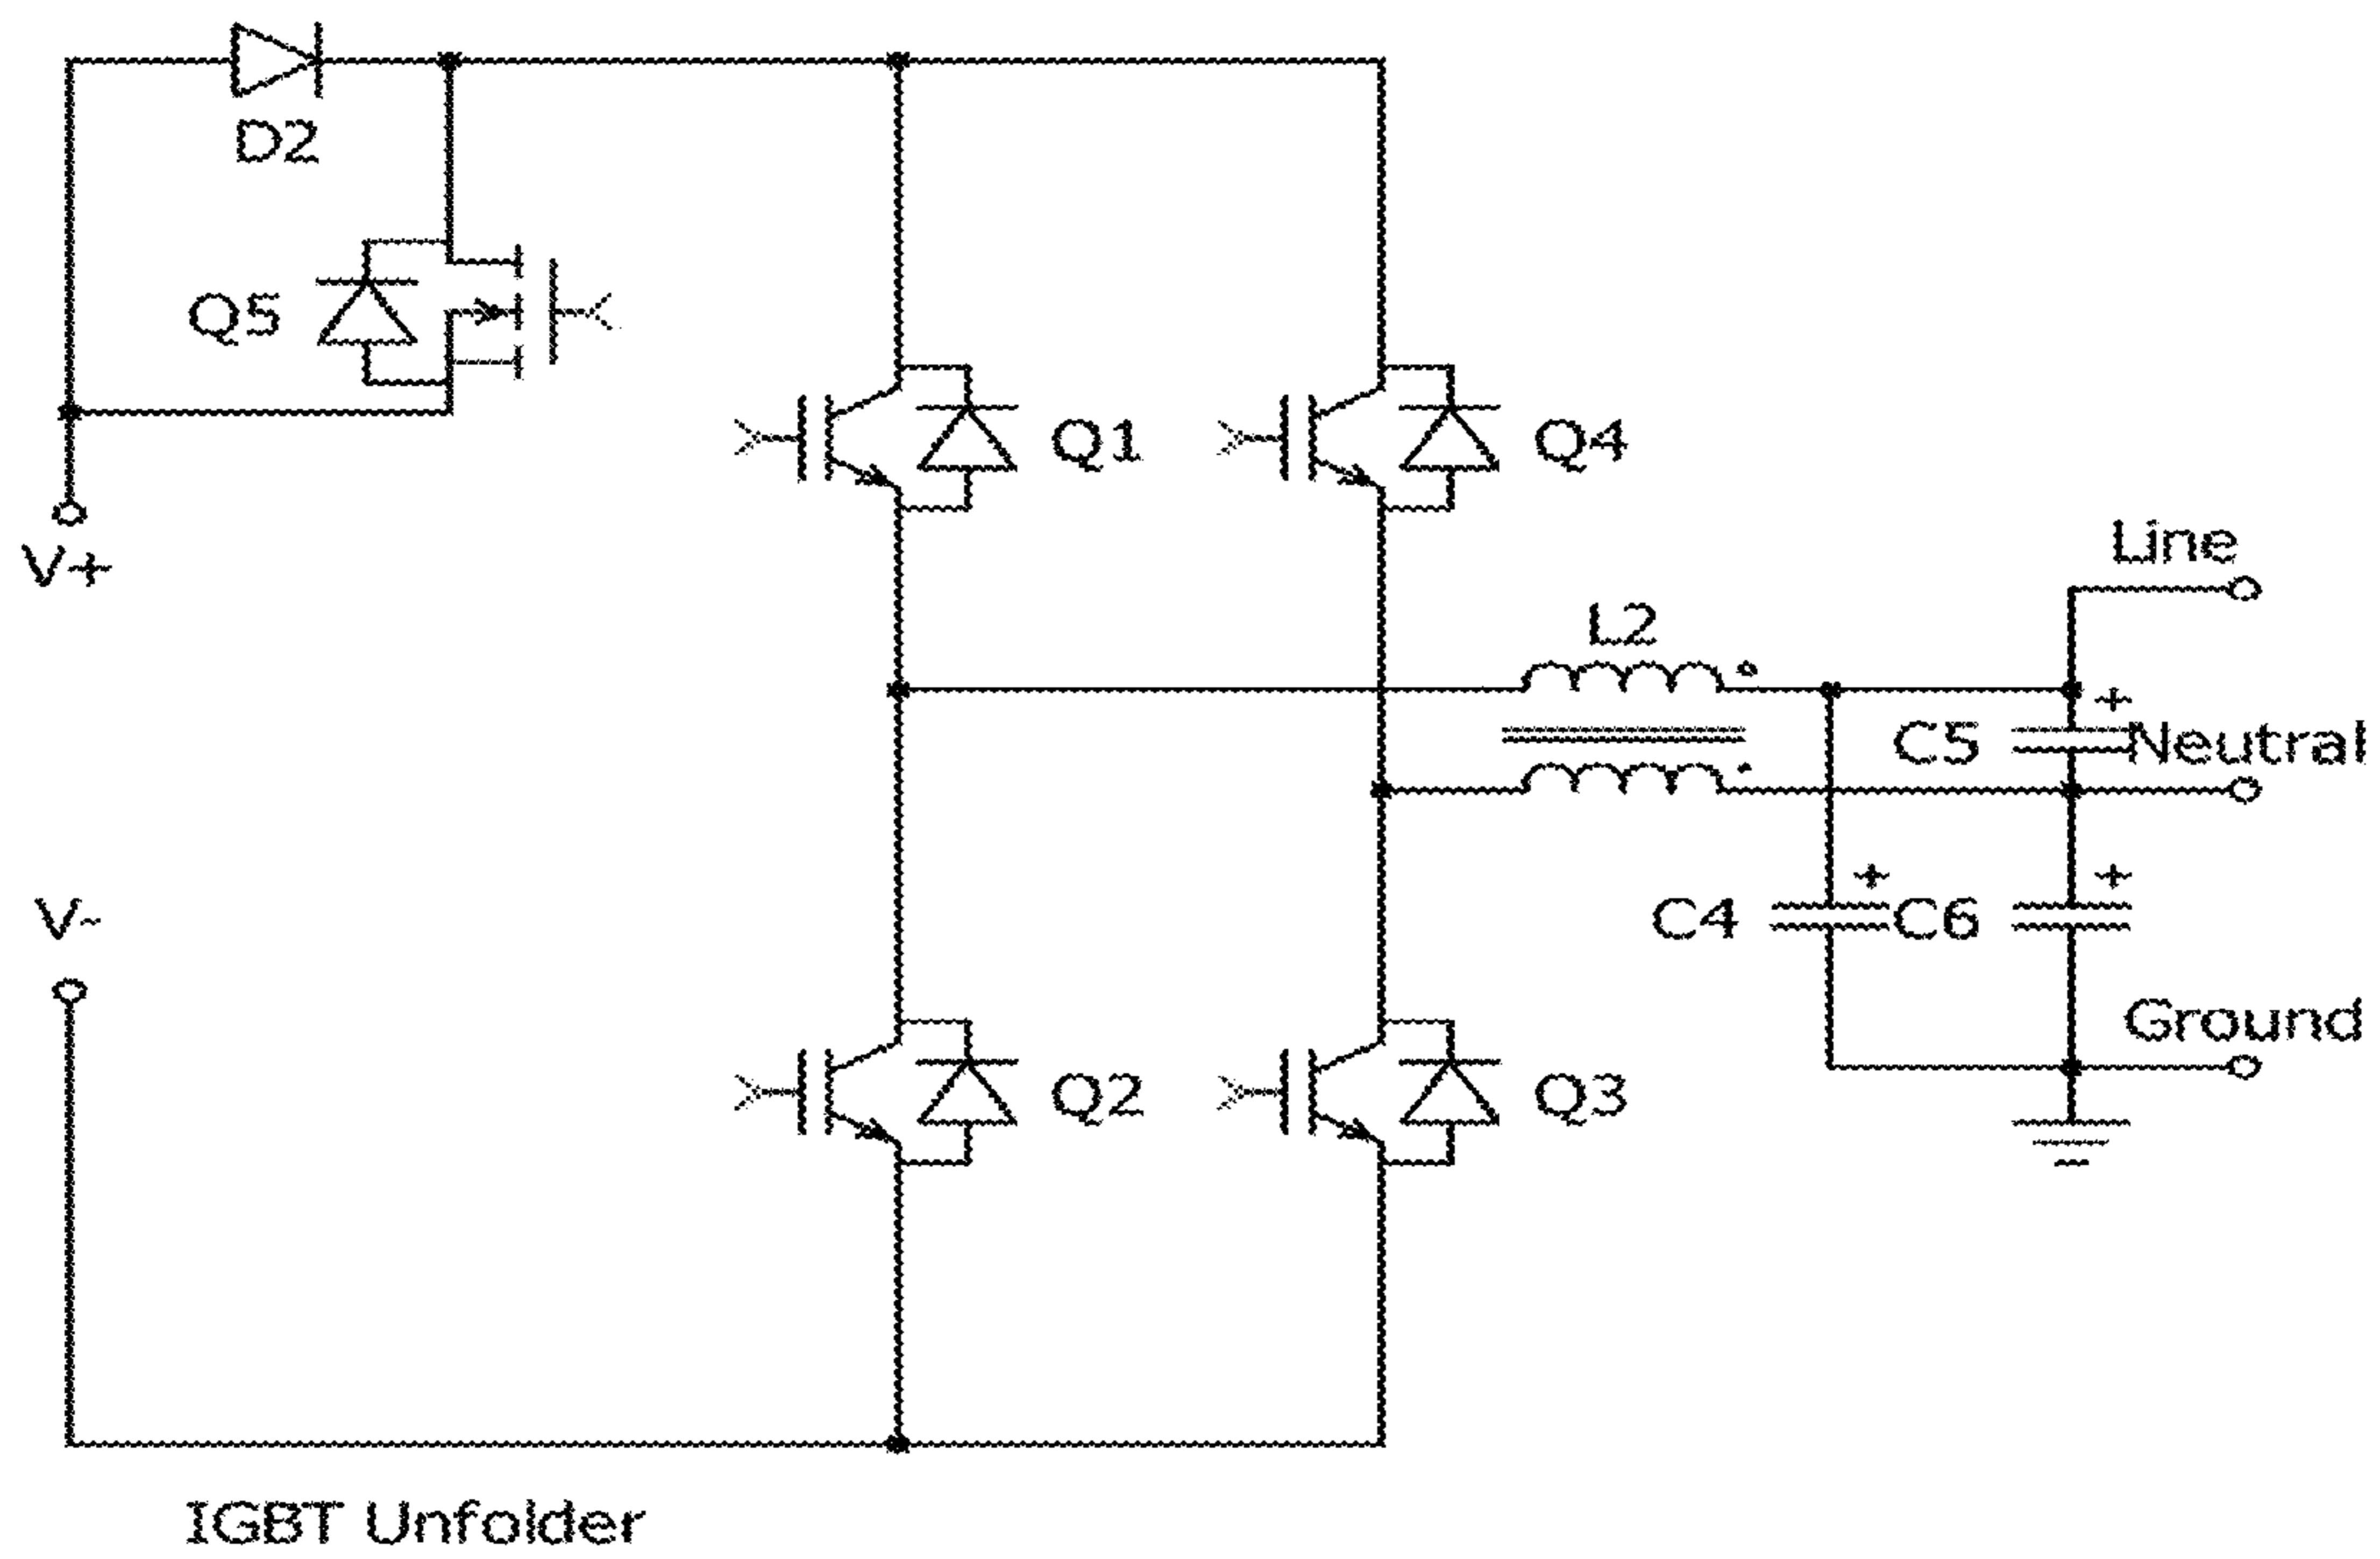 D2
Q5
V+
Q1
Q4
Line
L2
C5
Neutral
V-
C4
C6
Ground
Q2
Q3
IGBT Unfolder